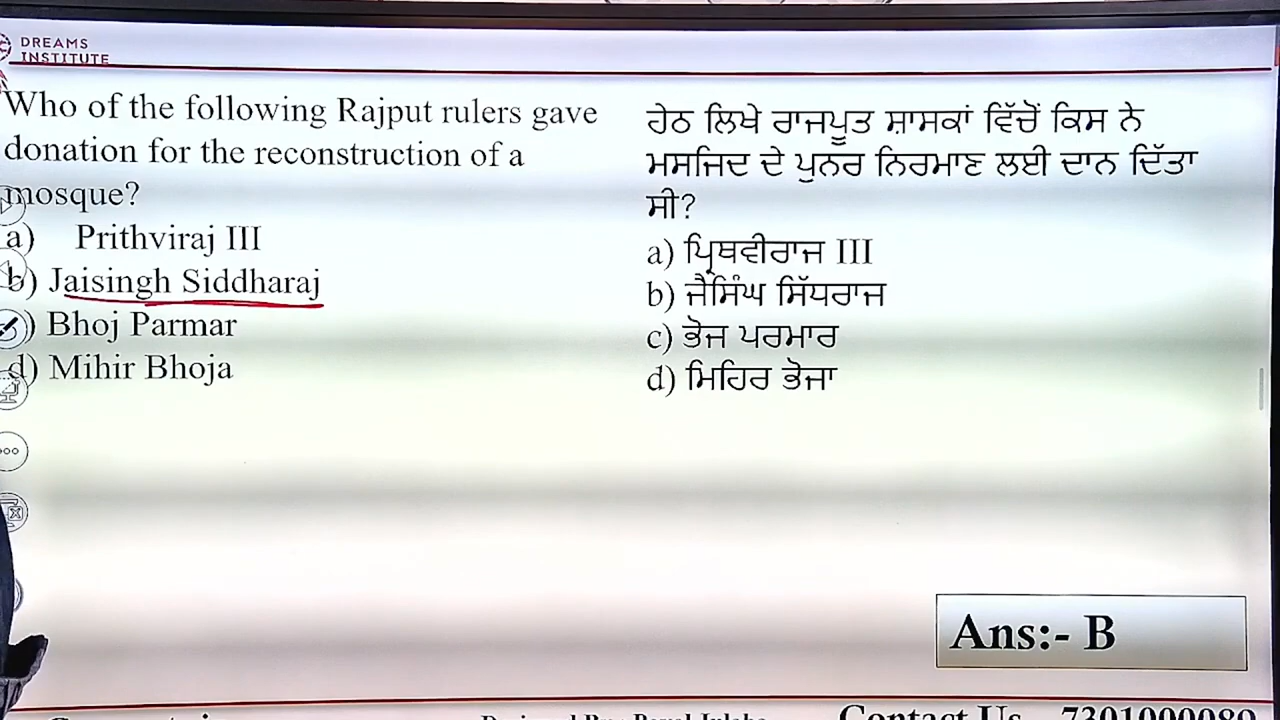 DREAMS
INSTITUTE
Who of the following Rajput rulers gave
donation for the reconstruction of a
mosque?
a) Prithviraj III
b) Jaisingh Siddharaj
) Bhoj Parmar
d) Mihir Bhoja
ਹੇਠ ਲਿਖੇ ਰਾਜਪੂਤ ਸ਼ਾਸਕਾਂ ਵਿੱਚੋਂ ਕਿਸ ਨੇ
ਮਸਜਿਦ ਦੇ ਪੁਨਰ ਨਿਰਮਾਣ ਲਈ ਦਾਨ ਦਿੱਤਾ
ਸੀ?
a) ਪ੍ਰਿਥਵੀਰਾਜ III
b) ਜੈਸਿੰਘ ਸਿੱਧਰਾਜ
c) ਭੋਜ ਪਰਮਾਰ
d) ਮਿਹਿਰ ਭੋਜਾ
Ans:- B
Contact Us